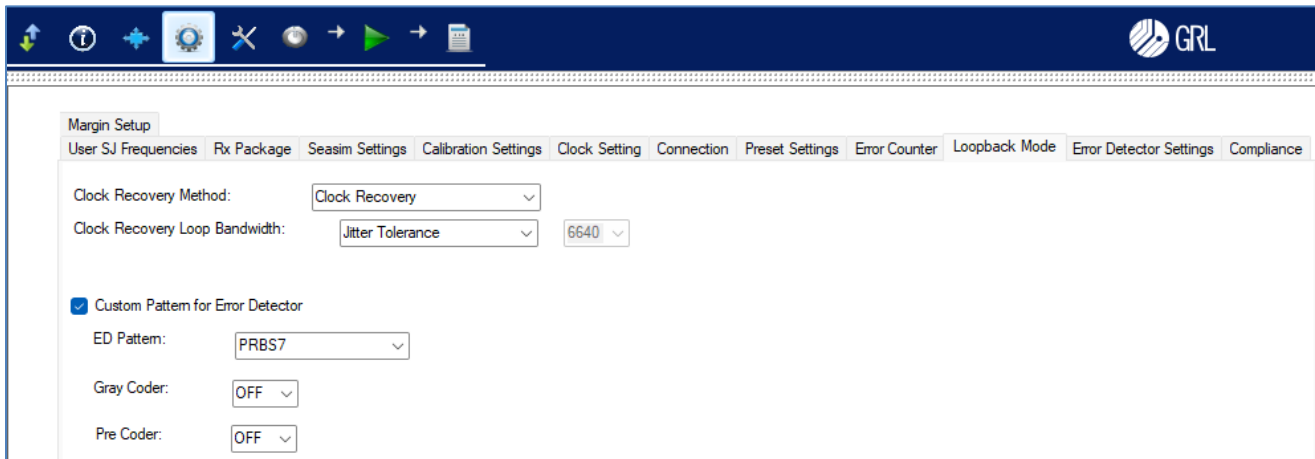 GRL
Margin Setup
User SJ Frequencies Rx Package Seasim Settings Calibration Settings Clock Setting Connection Preset Settings Error Counter Loopback Mode Error Detector Settings Compliance
Clock Recovery Method: Clock Recovery
Clock Recovery Loop Bandwidth: Jitter Tolerance 6640
Custom Pattern for Error Detector
ED Pattern: PRBS7
Gray Coder: OFF
Pre Coder: OFF